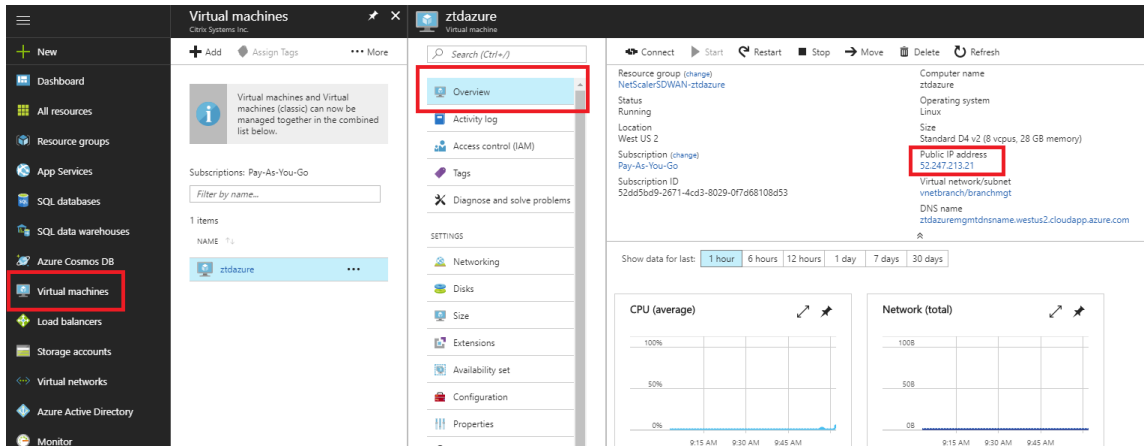 New
Dashboard
All resources
Resource groups
App Services
SQL databases
SQL data warehouses
Azure Cosmos DB
Virtual machines
Load balancers
Storage accounts
Virtual networks
Azure Active Directory
Monitor
Virtual machines
Citrix Systems Inc.
Add Assign Tags ••• More
Virtual machines and Virtual
machines (classic) can now be
managed together in the combined
list below.
Subscriptions: Pay-As-You-Go
Filter by name...
1 items
NAME
ztdazure •••
ztdazure
Virtual machine
Search (Ctrl+/)
Overview
Activity log
Access control (IAM)
Tags
Diagnose and solve problems
SETTINGS
Networking
Disks
Size
Extensions
Availability set
Configuration
Properties
Connect Start Restart Stop Move Delete Refresh
Resource group (change)
NetScalerSDWAN-ztdazure
Status
Running
Location
West US 2
Subscription (change)
Pay-As-You-Go
Subscription ID
52dd5bd9-2671-4cd3-8029-0f7d68108d53
Computer name
ztdazure
Operating system
Linux
Size
Standard D4 v2 (8 vcpus, 28 GB memory)
Public IP address
52.247.213.21
Virtual network/subnet
vnetbranch/branchmgt
DNS name
ztdazuremgmtdnsname.westus2.cloudapp.azure.com
Show data for last: 1 hour 6 hours 12 hours 1 day 7 days 30 days
CPU (average)
100%
50%
0%
9:15 AM 9:30 AM 9:45 AM
Network (total)
100B
50B
0B
9:15 AM 9:30 AM 9:45 AM